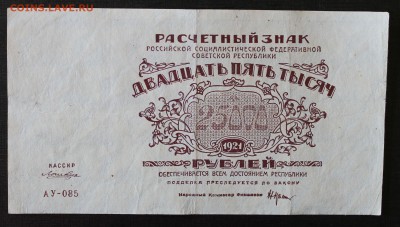 COINS.LAVE.RU
РАСЧЕТНЫЙ ЗНАК
РОССИЙСКОЙ СОЦИАЛИСТИЧЕСКОЙ ФЕДЕРАТИВНОЙ
СОВЕТСКОЙ РЕСПУБЛИКИ
ДВАДЦАТЬ ПЯТЬ ТЫСЯЧ
25000
1921
РУБЛЕЙ
ОБЕСПЕЧИВАЕТСЯ ВСЕМ ДОСТОЯНИЕМ РЕСПУБЛИКИ
ПОДДЕЛКА ПРЕСЛЕДУЕТСЯ ПО ЗАКОНУ
КАССИР
АУ-085
Народный Комиссар Финансов